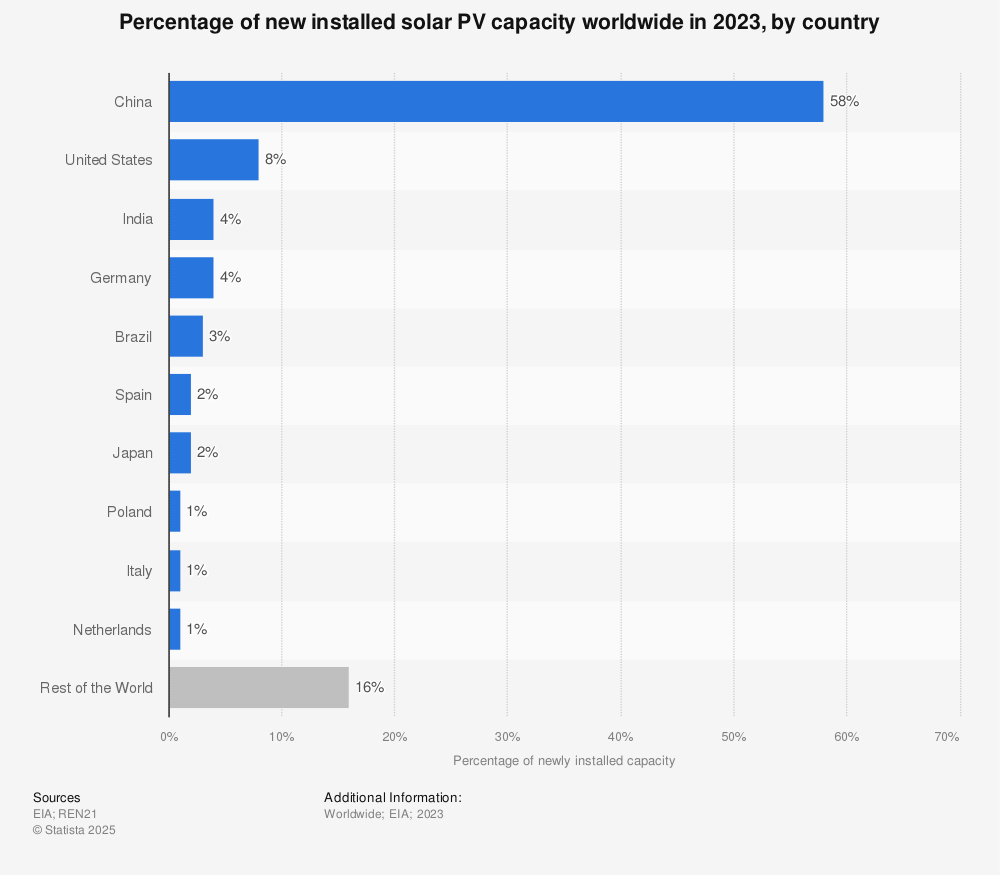 Percentage of new installed solar PV capacity worldwide in 2023, by country
China 58%
United States 8%
India 4%
Germany 4%
Brazil 3%
Spain 2%
Japan 2%
Poland 1%
Italy 1%
Netherlands 1%
Rest of the World 16%
0% 10% 20% 30% 40% 50% 60% 70%
Percentage of newly installed capacity
Sources
EIA; REN21
© Statista 2025
Additional Information:
Worldwide; EIA; 2023